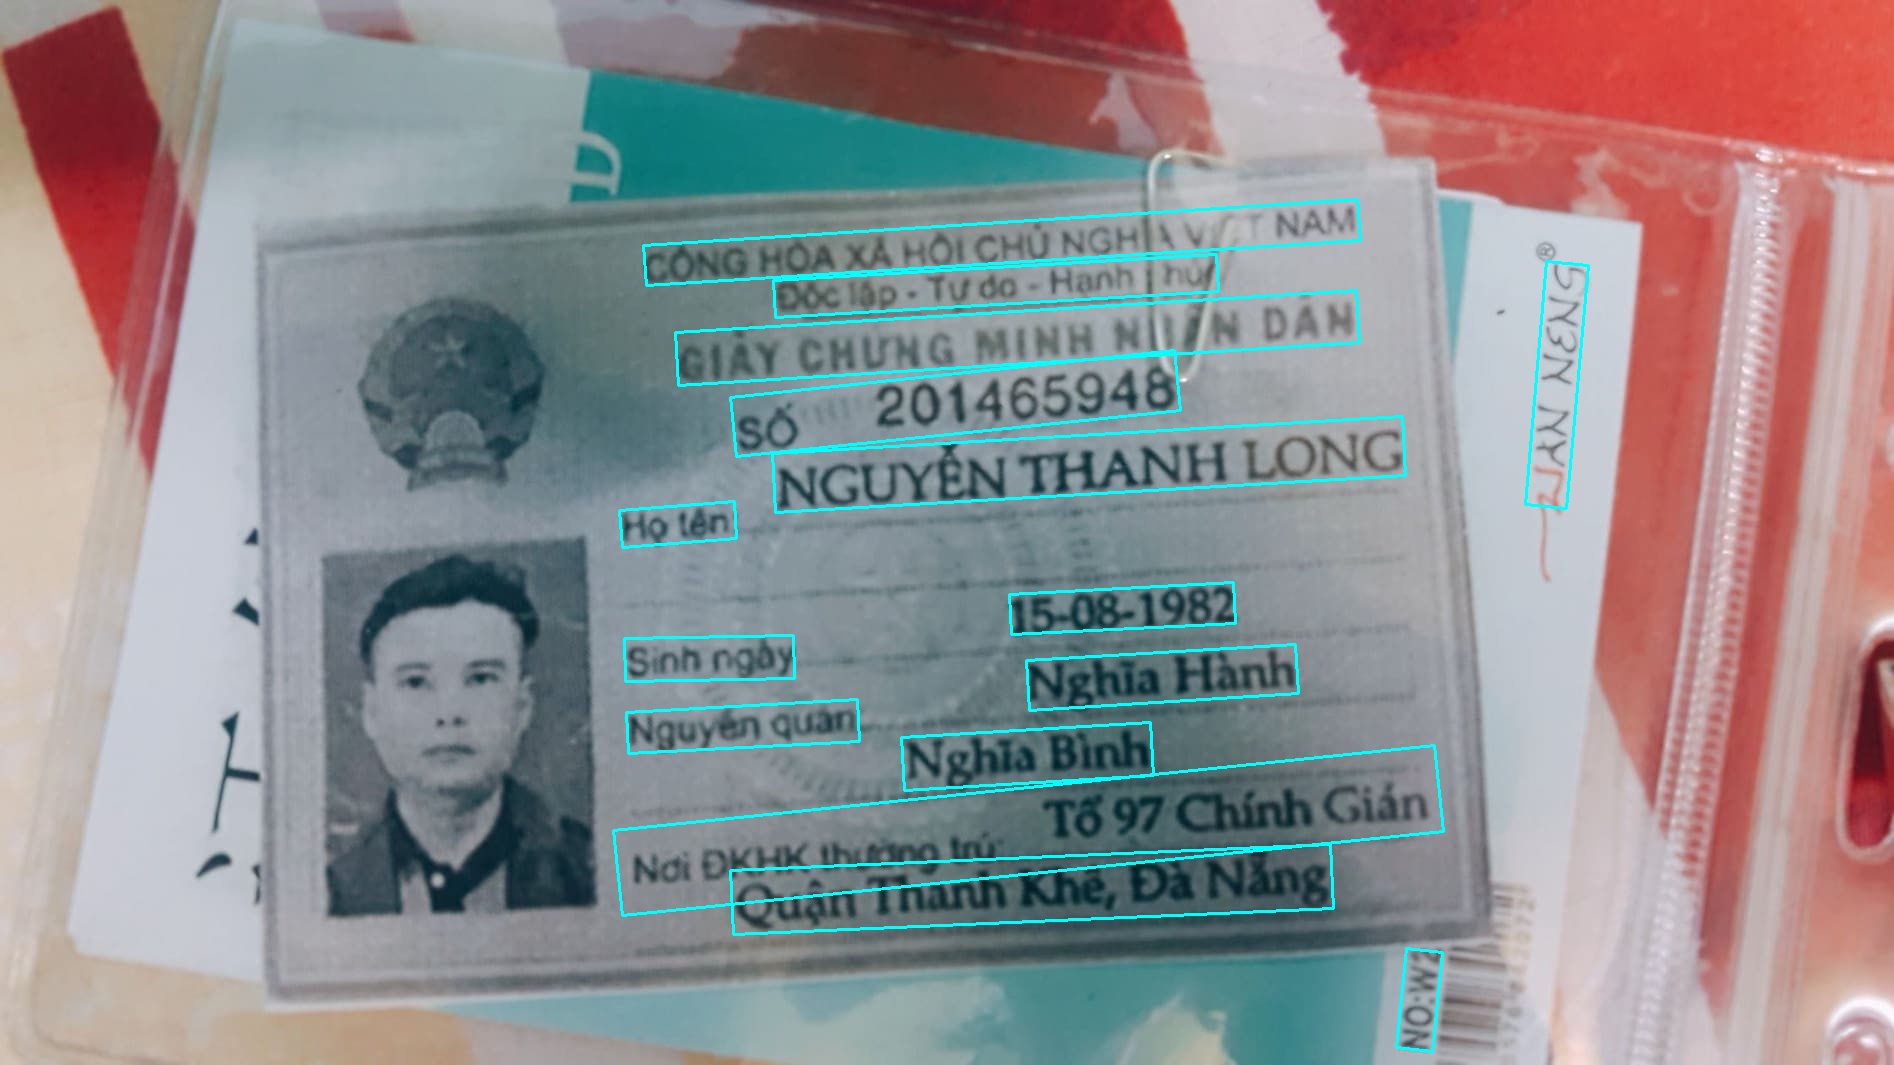 CỘNG HÒA XÃ HỘI CHỦ NGHĨA VIỆT NAM
Độc lập - Tự do - Hạnh phúc
GIẤY CHỨNG MINH NHÂN DÂN
SỐ 201465948
NGUYỄN THANH LONG
Họ tên
15-08-1982
Sinh ngày
Nghĩa Hành
Nguyên quán
Nghĩa Bình
Tổ 97 Chính Gián
Nơi ĐKHK thường trú:
Quận Thanh Khê, Đà Nẵng